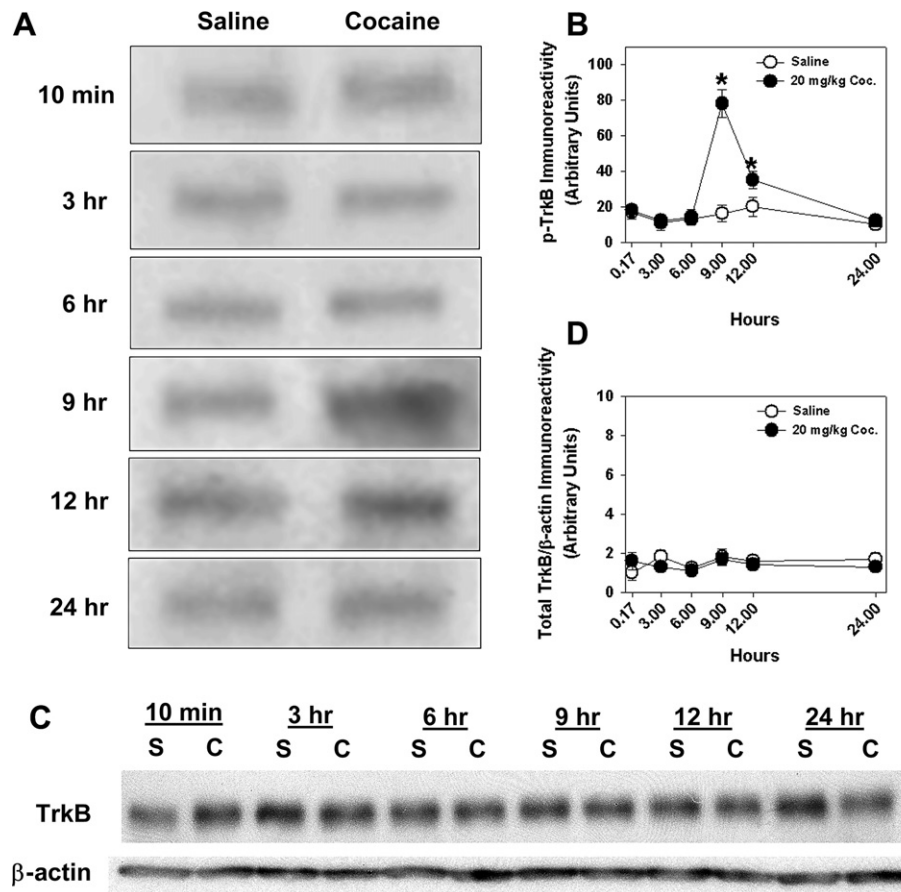 A
Saline Cocaine
10 min
3 hr
6 hr
9 hr
12 hr
24 hr
B
p-TrkB Immunoreactivity
(Arbitrary Units)
100
80
60
40
20
0
Saline
20 mg/kg Coc.
*
*
0.17
3.00
6.00
9.00
12.00
24.00
Hours
D
Total TrkB/β-actin Immunoreactivity
(Arbitrary Units)
10
8
6
4
2
0
Saline
20 mg/kg Coc.
0.17
3.00
6.00
9.00
12.00
24.00
Hours
C
10 min 3 hr 6 hr 9 hr 12 hr 24 hr
S C S C S C S C S C S C
TrkB
β-actin